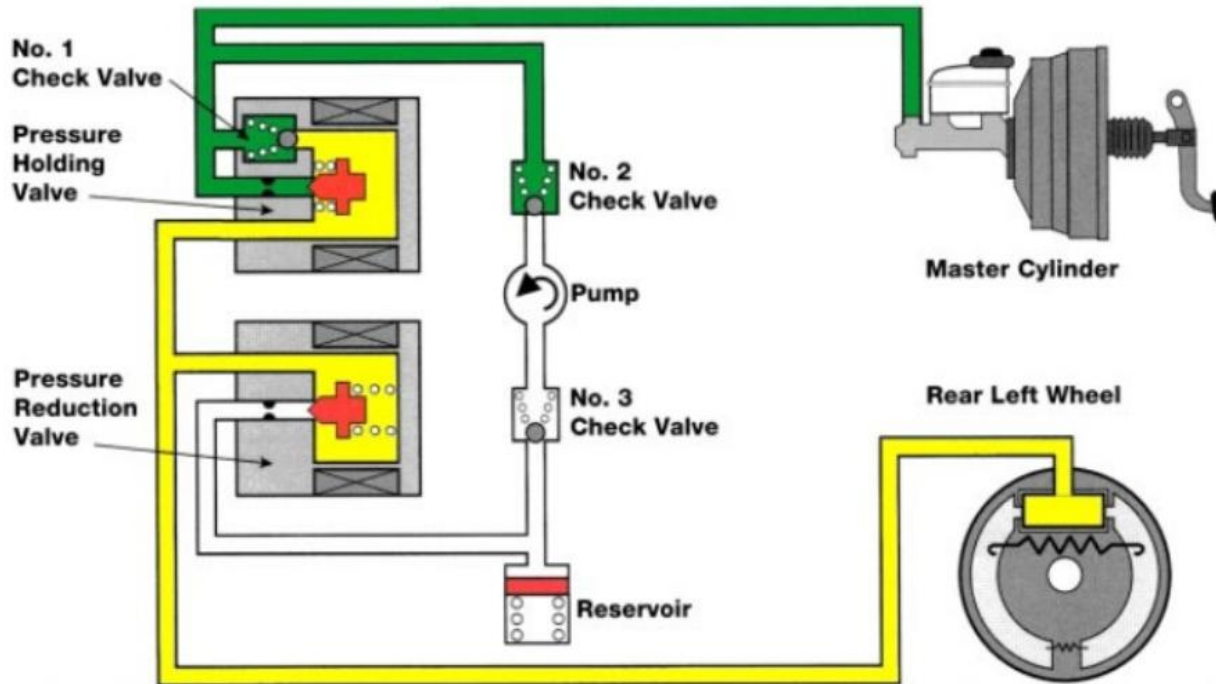 No. 1
Check Valve
Pressure
Holding
Valve
No. 2
Check Valve
Master Cylinder
Pump
Pressure
Reduction
Valve
No. 3
Check Valve
Rear Left Wheel
Reservoir